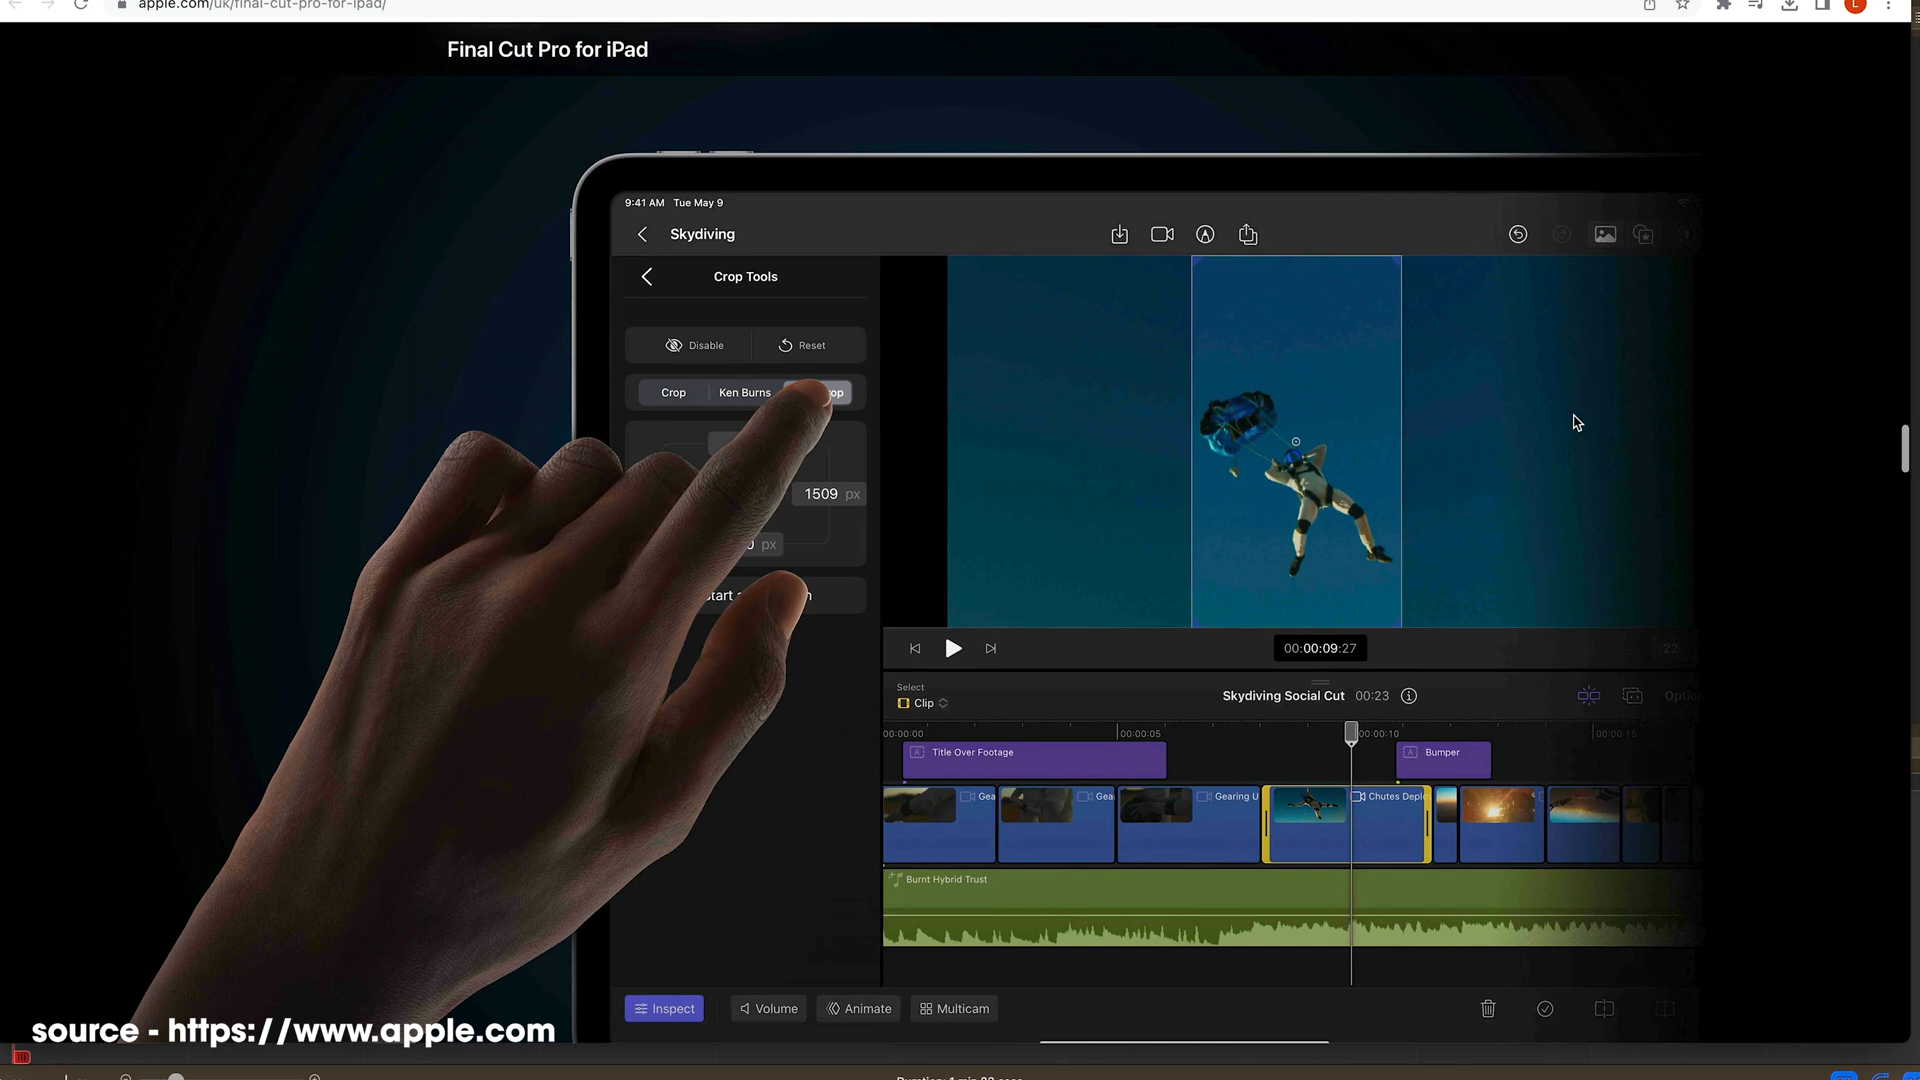 apple.com/uk/final-cut-pro-for-ipad/
L
Final Cut Pro for iPad
9:41 AM Tue May 9
Skydiving
Crop Tools
Disable
Reset
Crop
Ken Burns
1509 px
px
00:00:09:27
22
Select
Clip
Skydiving Social Cut 00:23
00:00:00
00:00:05
00:00:10
00:00:15
Title Over Footage
Bumper
Gea
Gea
Gearing U
Chutes Depl
Burnt Hybrid Trust
Inspect
Volume
Animate
Multicam
source - https://www.apple.com